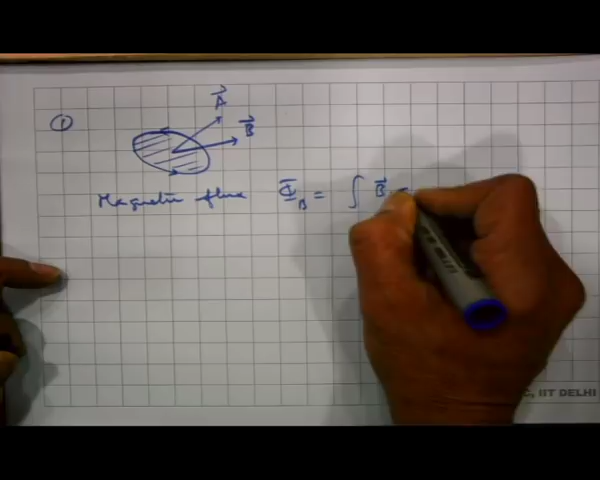 ①
A⃗
B⃗
Magnetic flux Φ_B = ∫ B⃗
IIT DELHI